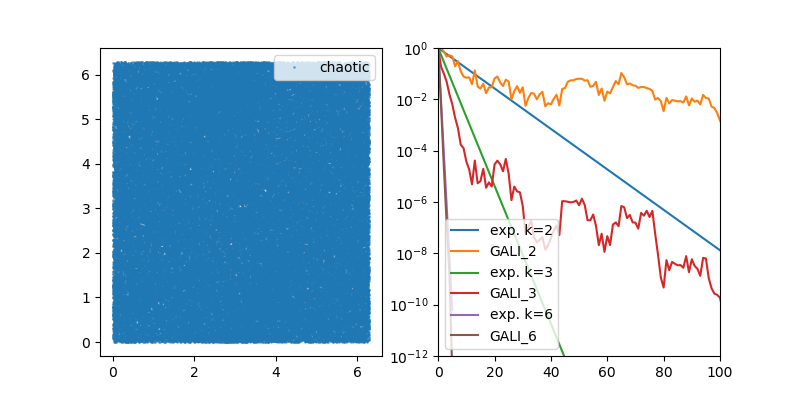 chaotic
6
5
4
3
2
1
0
0 2 4 6
10^0
10^-2
10^-4
10^-6
10^-8
10^-10
10^-12
exp. k=2
GALI_2
exp. k=3
GALI_3
exp. k=6
GALI_6
0 20 40 60 80 100